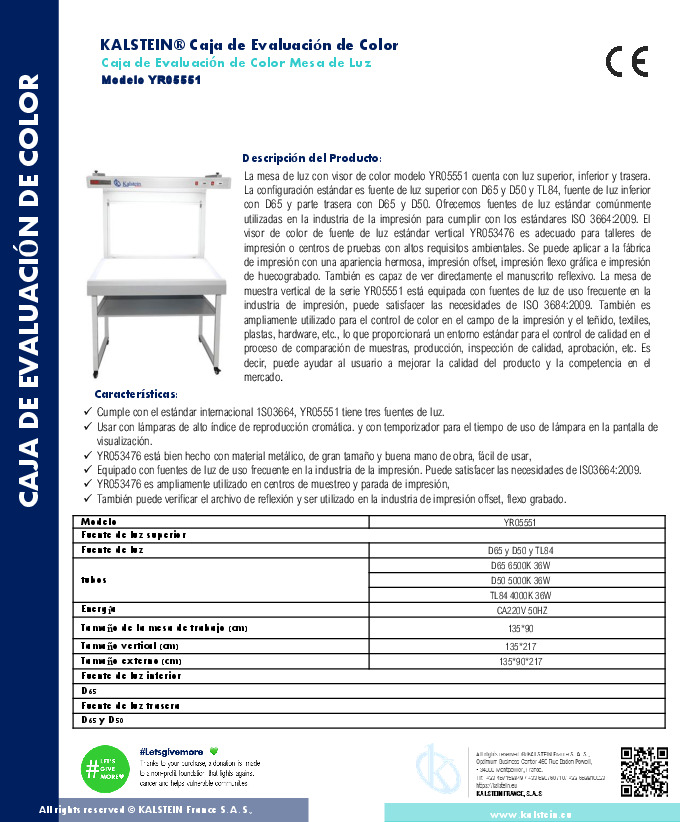 CAJA DE EVALUACIÓN DE COLOR
KALSTEIN® Caja de Evaluación de Color
Caja de Evaluación de Color Mesa de Luz
Modelo YR05551
CE
Kalstein
Descripción del Producto:
La mesa de luz con visor de color modelo YR05551 cuenta con luz superior, inferior y trasera.
La configuración estándar es fuente de luz superior con D65 y D50 y TL84, fuente de luz inferior
con D65 y parte trasera con D65 y D50. Ofrecemos fuentes de luz estándar comúnmente
utilizadas en la industria de la impresión para cumplir con los estándares ISO 3664:2009. El
visor de color de fuente de luz estándar vertical YR053476 es adecuado para talleres de
impresión o centros de pruebas con altos requisitos ambientales. Se puede aplicar a la fábrica
de impresión con una apariencia hermosa, impresión offset, impresión flexo gráfica e impresión
de huecograbado. También es capaz de ver directamente el manuscrito reflexivo. La mesa de
muestra vertical de la serie YR05551 está equipada con fuentes de luz de uso frecuente en la
industria de impresión, puede satisfacer las necesidades de ISO 3684:2009. También es
ampliamente utilizado para el control de color en el campo de la impresión y el teñido, textiles,
plastas, hardware, etc., lo que proporcionará un entorno estándar para el control de calidad en el
proceso de comparación de muestras, producción, inspección de calidad, aprobación, etc. Es
decir, puede ayudar al usuario a mejorar la calidad del producto y la competencia en el
mercado.
Características:
✓ Cumple con el estándar internacional 1S03664, YR05551 tiene tres fuentes de luz.
✓ Usar con lámparas de alto índice de reproducción cromática. y con temporizador para el tiempo de uso de lámpara en la pantalla de
visualización.
✓ YR053476 está bien hecho con material metálico, de gran tamaño y buena mano de obra, fácil de usar,
✓ Equipado con fuentes de luz de uso frecuente en la industria de la impresión. Puede satisfacer las necesidades de IS03664:2009.
✓ YR053476 es ampliamente utilizado en centros de muestreo y parada de impresión,
✓ También puede verificar el archivo de reflexión y ser utilizado en la industria de impresión offset, flexo grabado.
Modelo YR05551
Fuente de luz superior
Fuente de luz D65 y D50 y TL84
tubos
D65 6500K 36W
D50 5000K 36W
TL84 4000K 36W
Energía CA220V 50HZ
Tamaño de la mesa de trabajo (cm) 135*90
Tamaño vertical (cm) 135*217
Tamaño externo (cm) 135*90*217
Fuente de luz inferior
D65
Fuente de luz trasera
D65 y D50
#LET'S GIVE MORE
#Letsgivemore
Thanks to your purchase, a donation is made
to a non-profit foundation that fights against
cancer and helps vulnerable communities
All rights reserved ® KALSTEIN France S. A. S.,
KALSTEIN FRANCE, S.A.S
All rights reserved © KALSTEIN France S.A.S.,
www.kalstein.eu